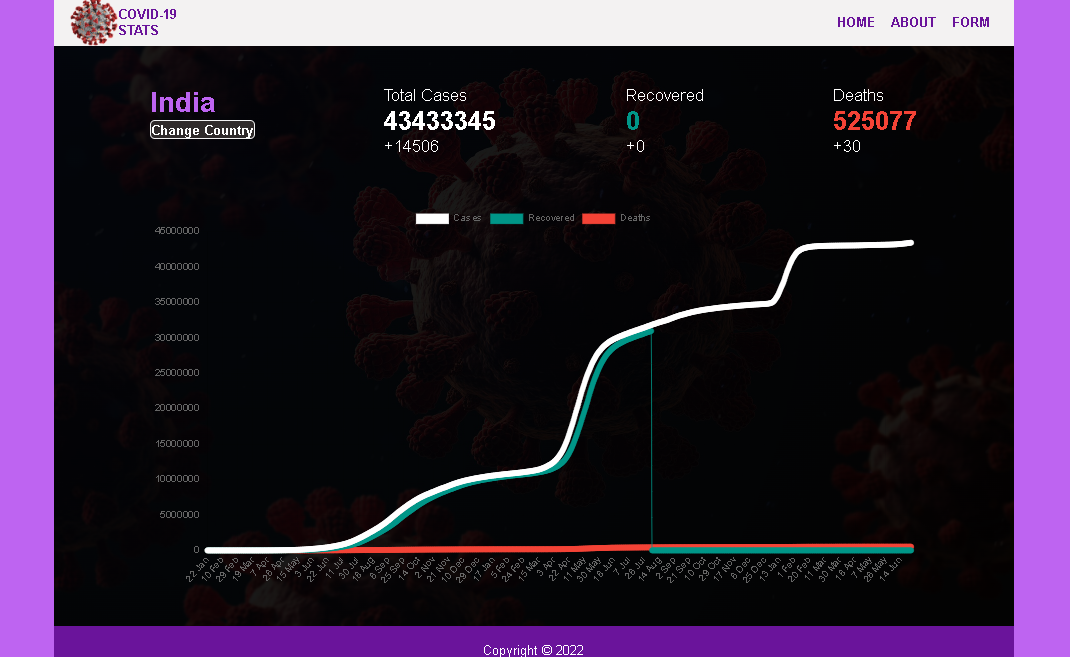 COVID-19
STATS
HOME ABOUT FORM
India
Change Country
Total Cases
43433345
+14506
Recovered
0
+0
Deaths
525077
+30
Cases Recovered Deaths
45000000
40000000
35000000
30000000
25000000
20000000
15000000
10000000
5000000
0
22 Jan
10 Feb
29 Feb
19 Mar
7 Apr
26 Apr
15 May
3 Jun
22 Jun
11 Jul
30 Jul
18 Aug
6 Sep
25 Sep
14 Oct
2 Nov
21 Nov
10 Dec
29 Dec
17 Jan
5 Feb
24 Feb
15 Mar
3 Apr
22 Apr
11 May
30 May
18 Jun
7 Jul
26 Jul
14 Aug
2 Sep
21 Sep
10 Oct
29 Oct
17 Nov
6 Dec
25 Dec
13 Jan
1 Feb
20 Feb
11 Mar
30 Mar
18 Apr
7 May
26 May
14 Jun
Copyright © 2022